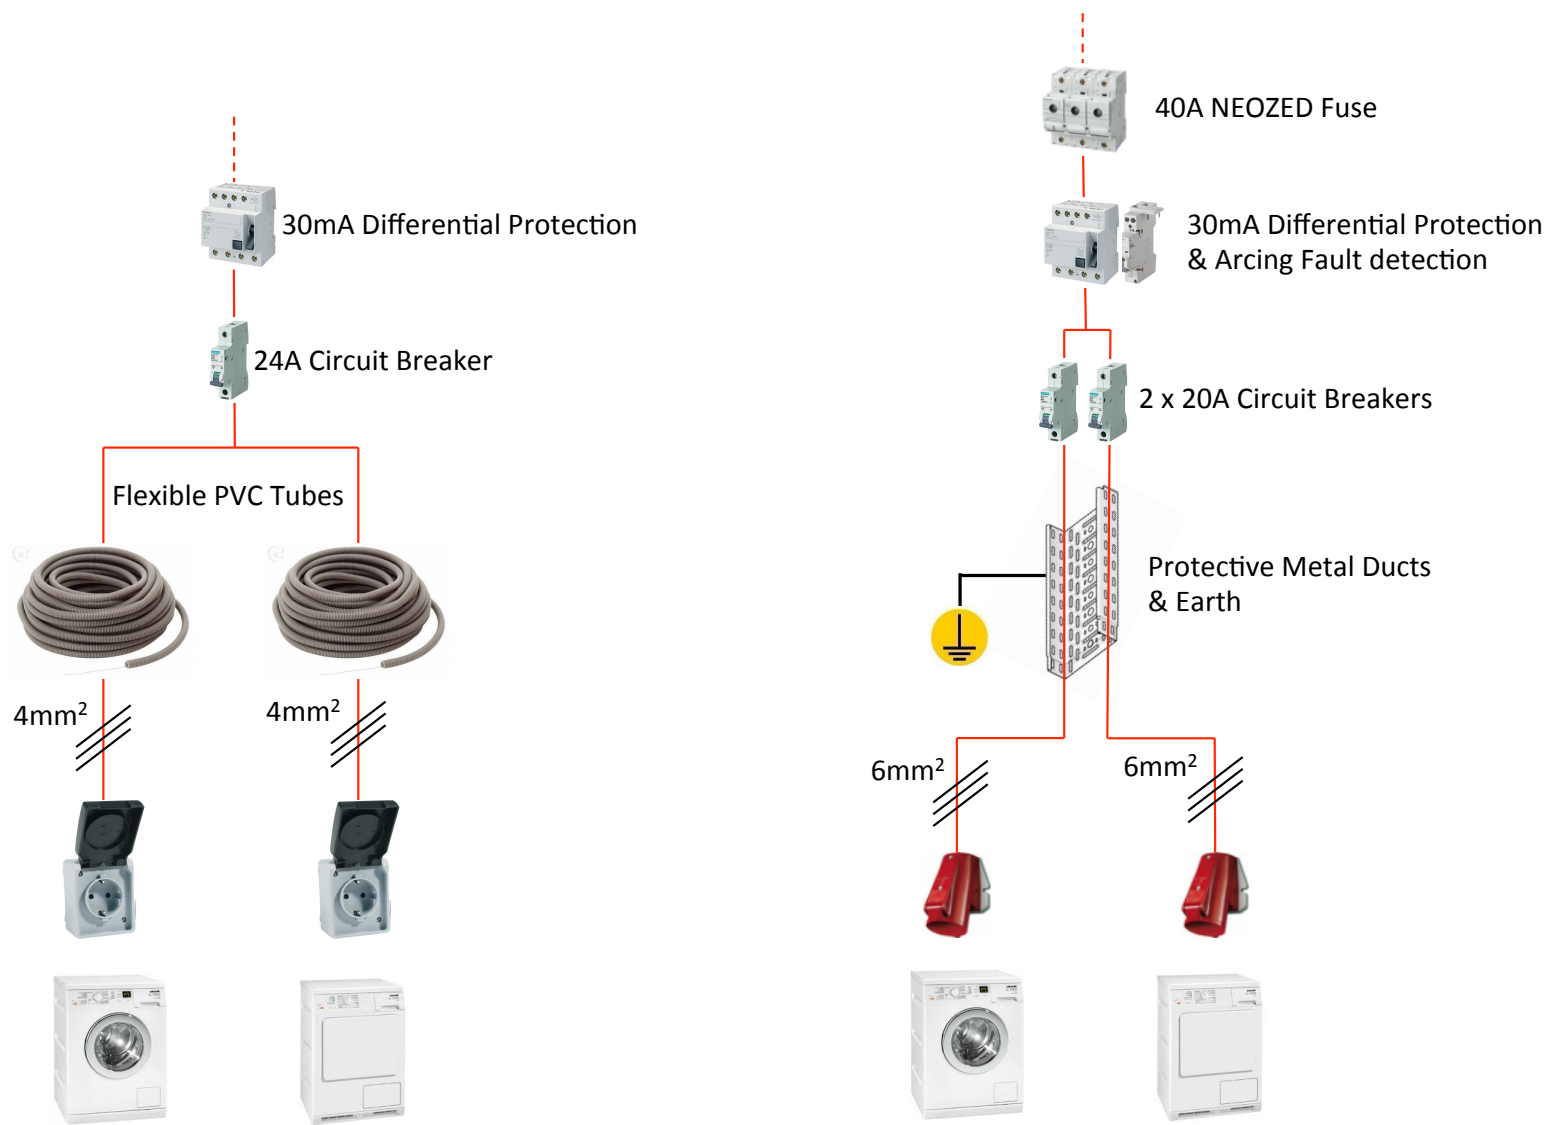 30mA Differential Protection
24A Circuit Breaker
Flexible PVC Tubes
4mm²
4mm²
40A NEOZED Fuse
30mA Differential Protection
& Arcing Fault detection
2 x 20A Circuit Breakers
Protective Metal Ducts
& Earth
6mm²
6mm²